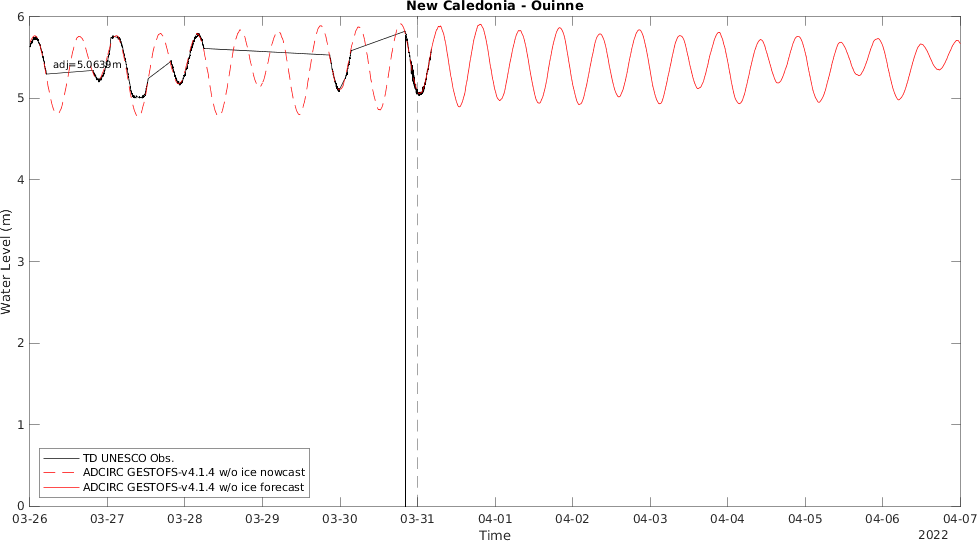 New Caledonia - Ouinne
6
5
4
3
2
1
0
Water Level (m)
adj=5.0639m
TD UNESCO Obs.
ADCIRC GESTOFS-v4.1.4 w/o ice nowcast
ADCIRC GESTOFS-v4.1.4 w/o ice forecast
03-26 03-27 03-28 03-29 03-30 03-31 04-01 04-02 04-03 04-04 04-05 04-06 04-07
Time
2022